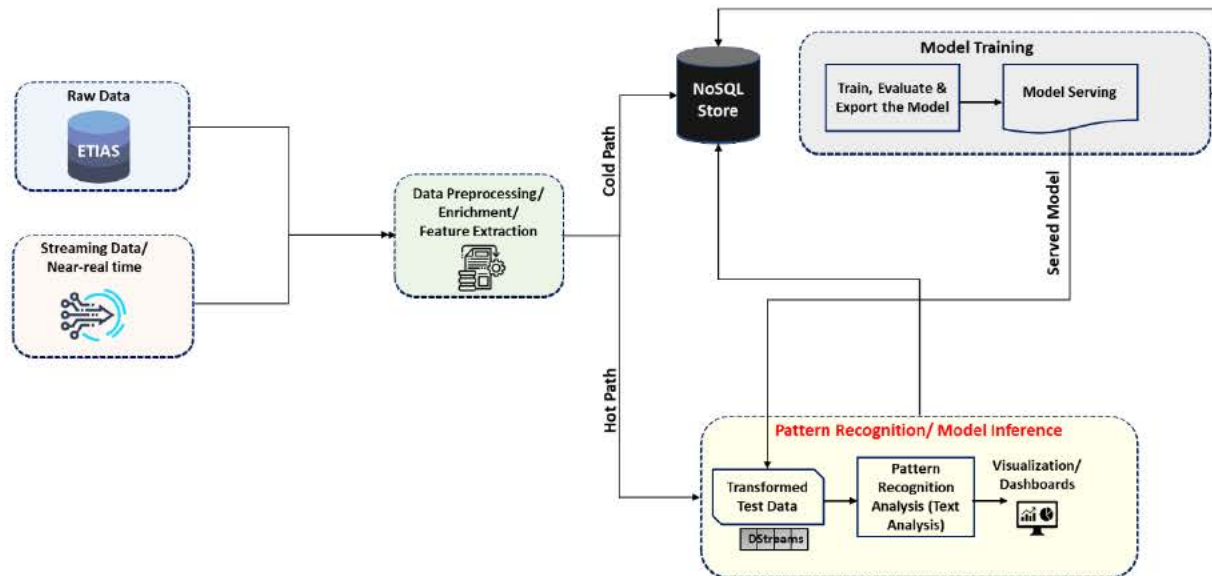 Raw Data
ETIAS
Streaming Data/
Near-real time
Data Preprocessing/
Enrichment/
Feature Extraction
Cold Path
Hot Path
NoSQL
Store
Model Training
Train, Evaluate &
Export the Model
Model Serving
Served Model
Pattern Recognition/ Model Inference
Transformed
Test Data
DStreams
Pattern
Recognition
Analysis (Text
Analysis)
Visualization/
Dashboards